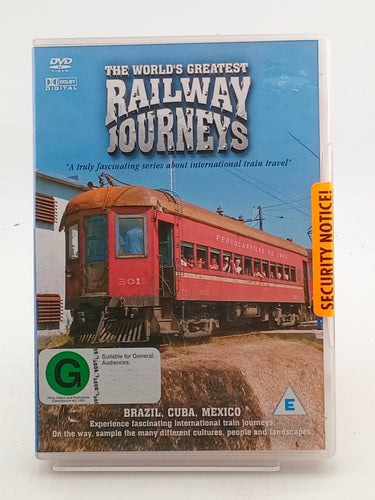 DVD
VIDEO
DOLBY
DIGITAL
THE WORLD'S GREATEST
RAILWAY
JOURNEYS
"A truly fascinating series about international train travel"
FERROCARRILES DE CUBA
301
SECURITY NOTICE!
G
Suitable for General
Audiences.
BRAZIL, CUBA, MEXICO
Experience fascinating international train journeys.
On the way, sample the many different cultures, people and landscapes
E